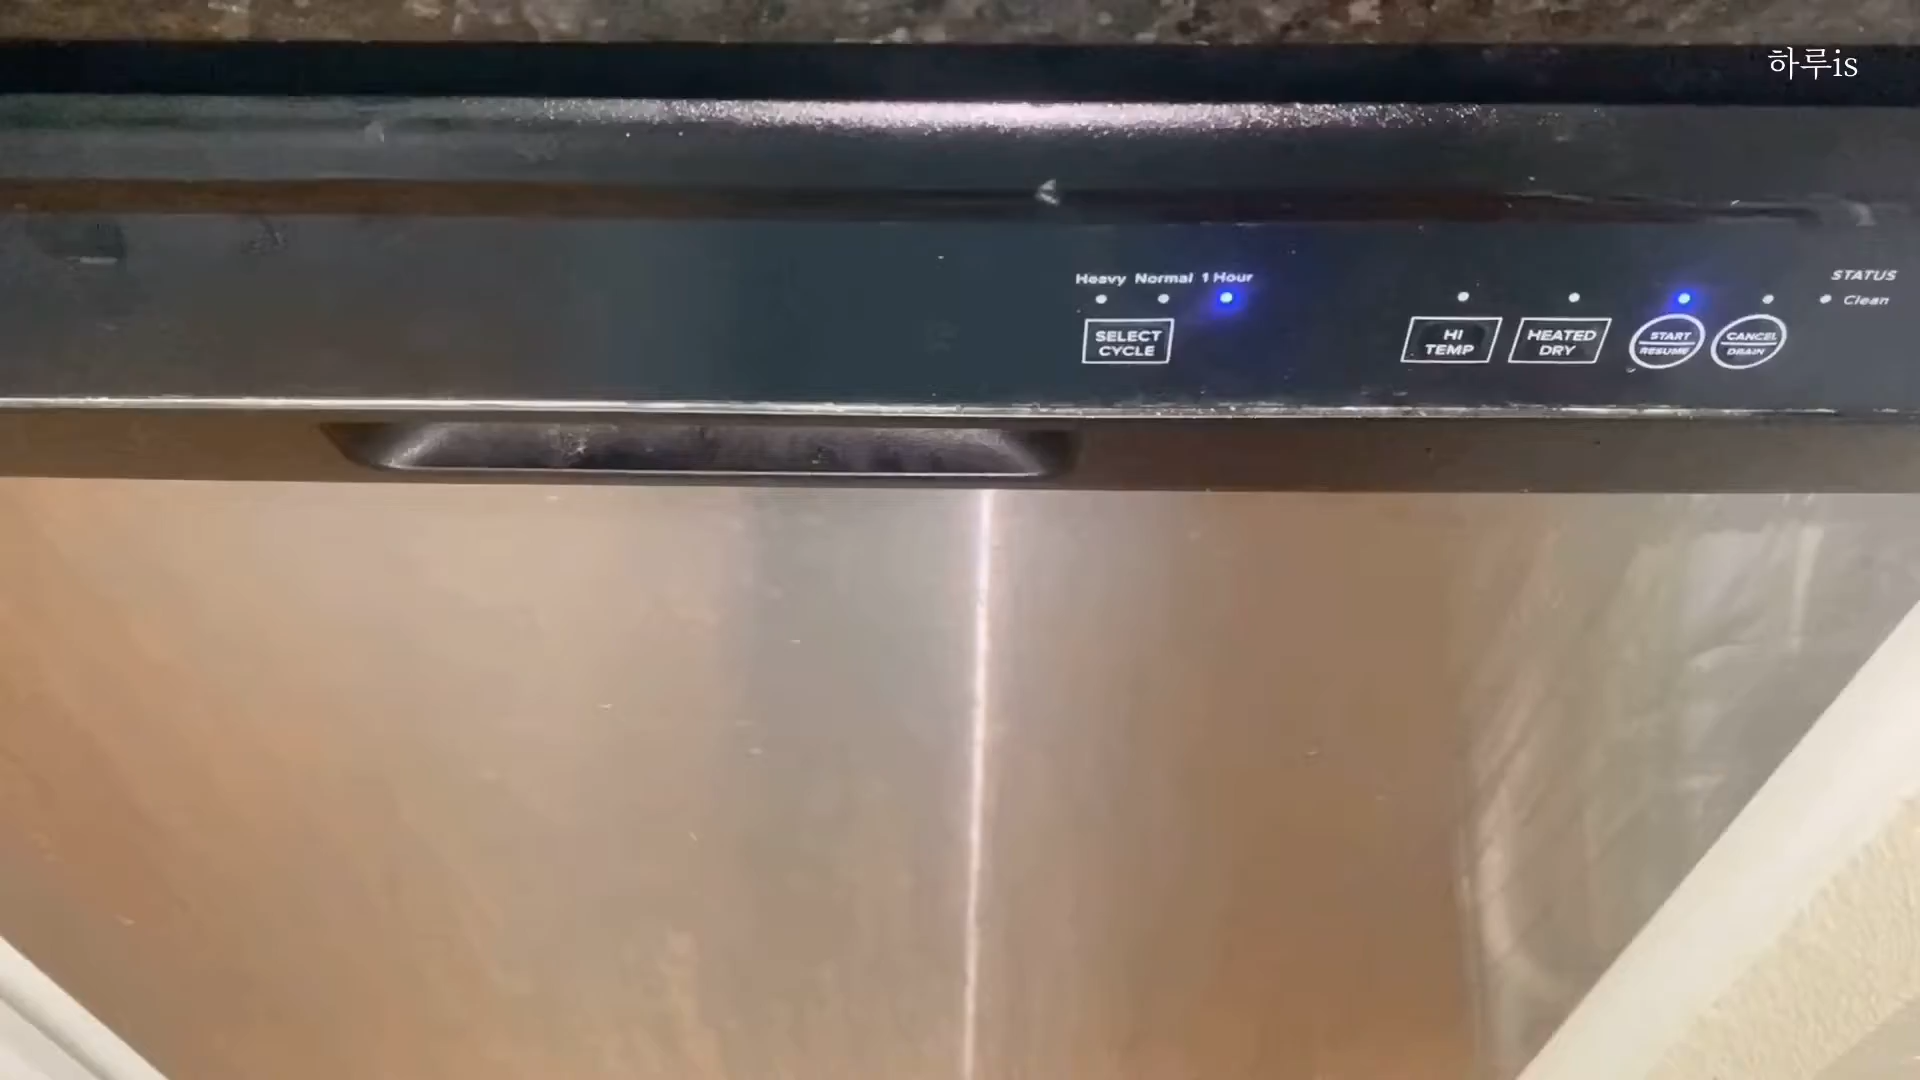 하루is
Heavy Normal 1 Hour
SELECT
CYCLE
HI
TEMP
HEATED
DRY
START
RESUME
CANCEL
DRAIN
STATUS
Clean